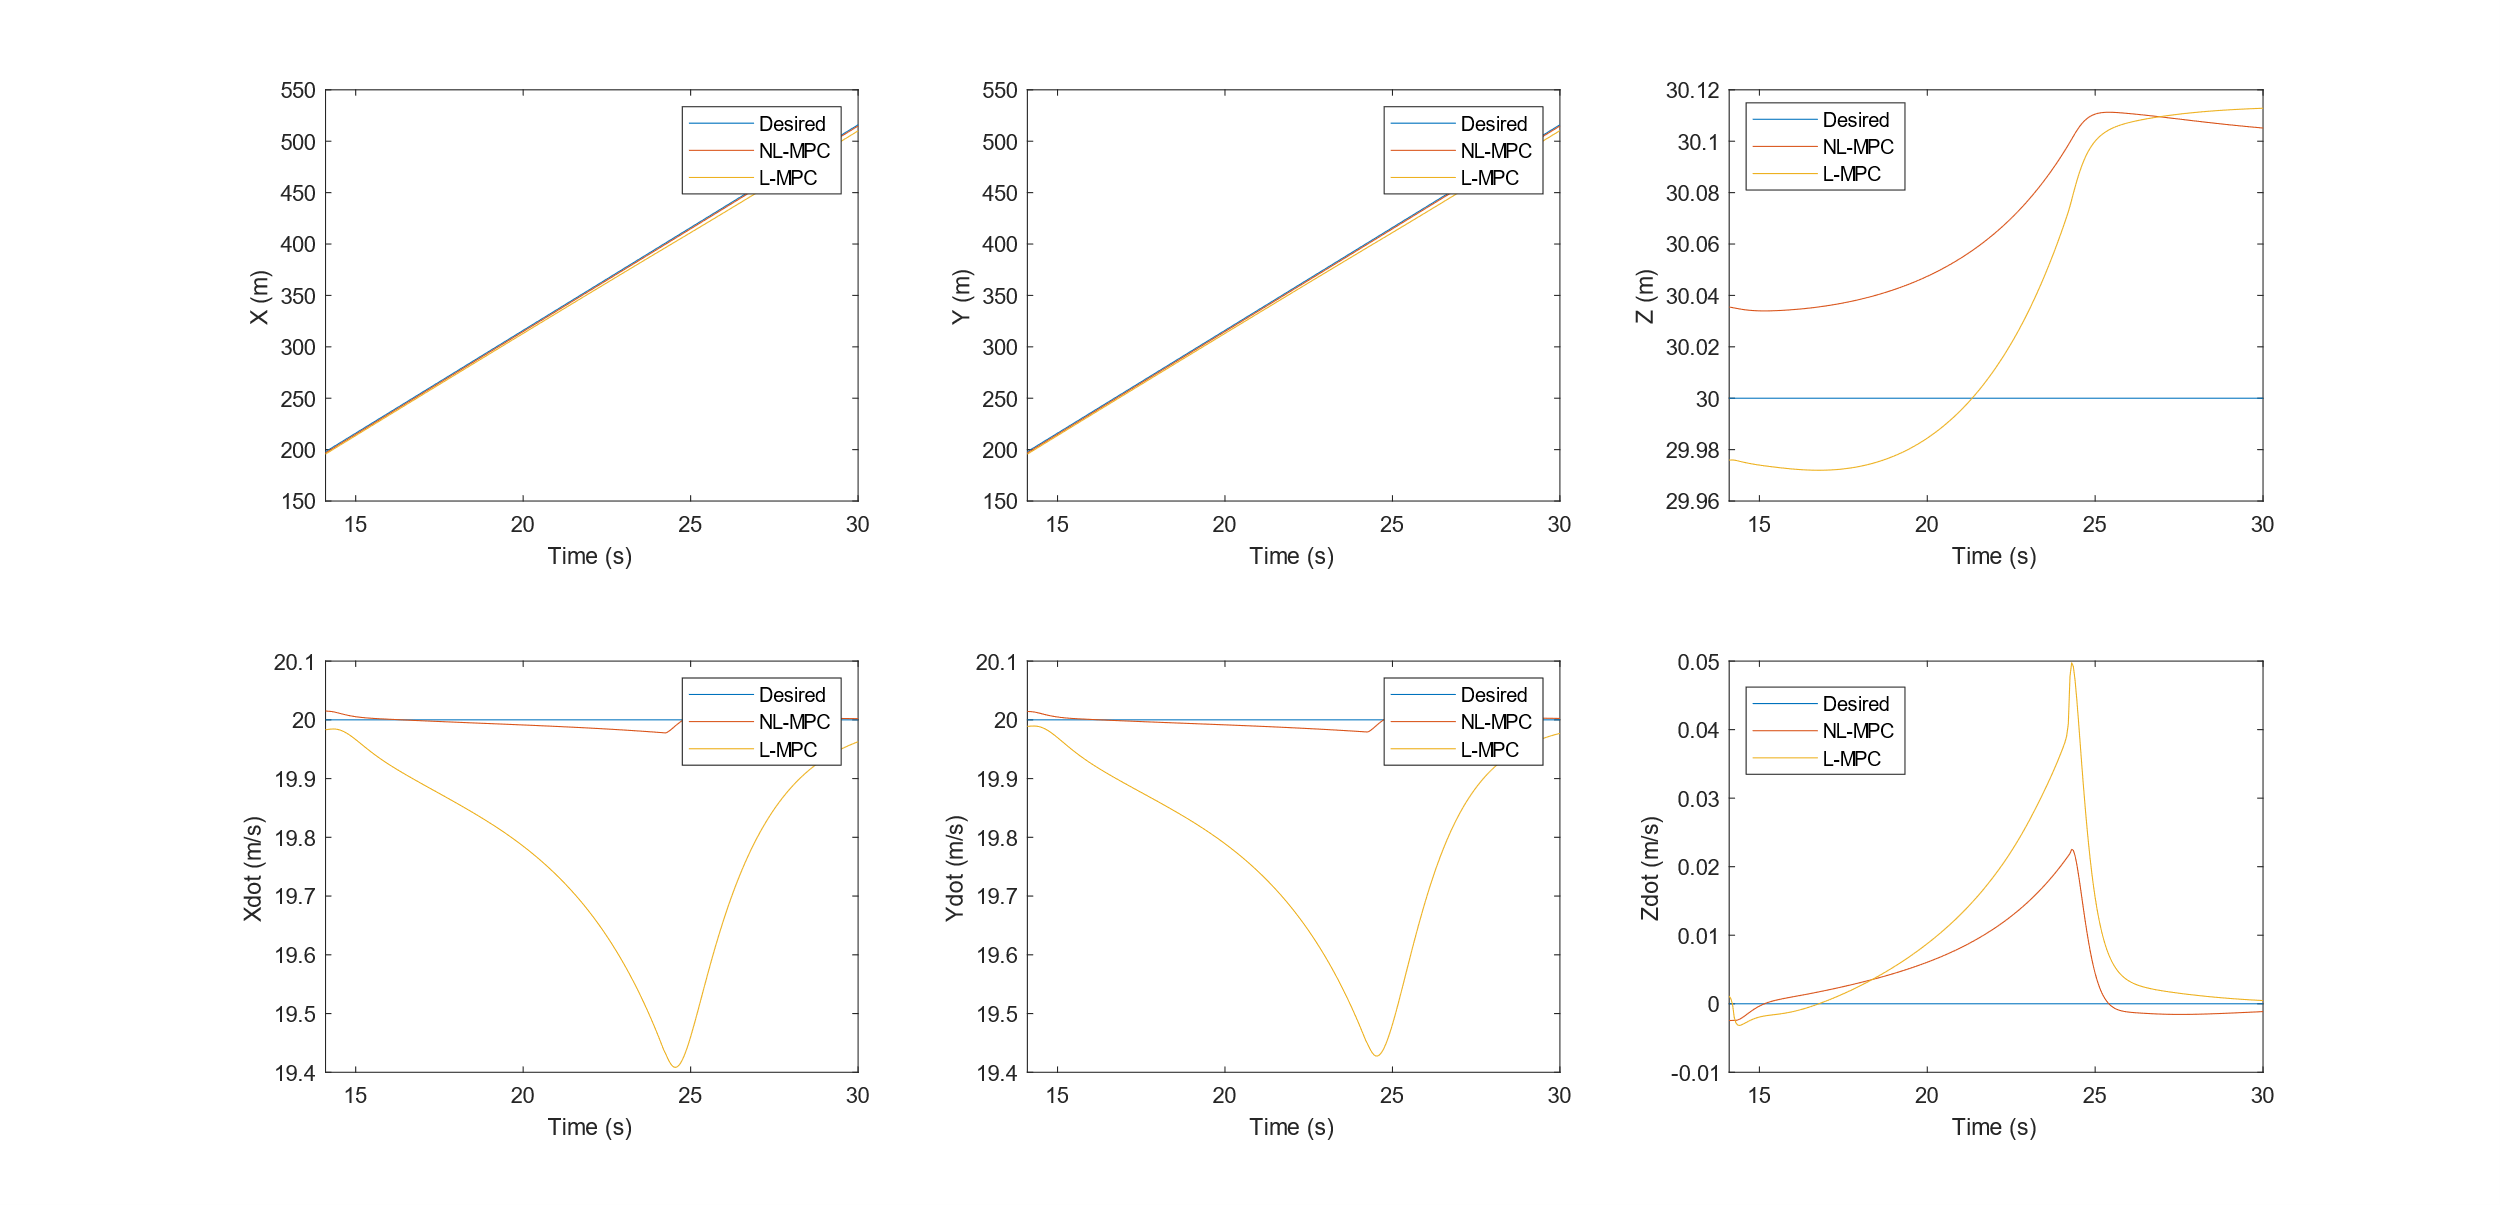 550
500
450
400
350
300
250
200
150
X (m)
15
20
25
30
Time (s)
Desired
NL-MPC
L-MPC
550
500
450
400
350
300
250
200
150
Y (m)
15
20
25
30
Time (s)
Desired
NL-MPC
L-MPC
30.12
30.1
30.08
30.06
30.04
30.02
30
29.98
29.96
Z (m)
15
20
25
30
Time (s)
Desired
NL-MPC
L-MPC
20.1
20
19.9
19.8
19.7
19.6
19.5
19.4
Xdot (m/s)
15
20
25
30
Time (s)
Desired
NL-MPC
L-MPC
20.1
20
19.9
19.8
19.7
19.6
19.5
19.4
Ydot (m/s)
15
20
25
30
Time (s)
Desired
NL-MPC
L-MPC
0.05
0.04
0.03
0.02
0.01
0
-0.01
Zdot (m/s)
15
20
25
30
Time (s)
Desired
NL-MPC
L-MPC